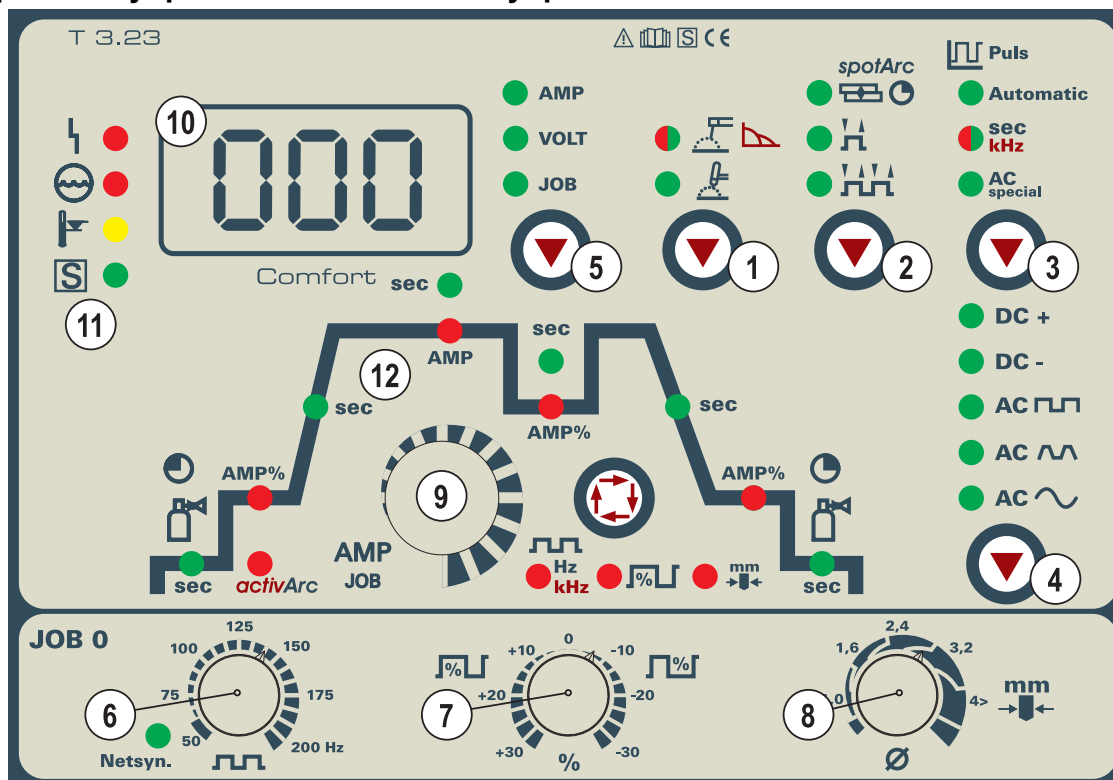 T 3.23
S CE
Puls
spotArc
AMP
Automatic
10
000
VOLT
sec
kHz
JOB
AC
special
5
1
2
3
S
11
Comfort
sec
sec
AMP
12
DC +
DC -
sec
AMP%
sec
AC
AC
AMP%
9
AMP%
AC
AMP
JOB
Hz
kHz
%
mm
sec
activArc
sec
4
JOB 0
125
100
150
75
175
50
200 Hz
6
Netsyn.
%
0
%
+10
-10
+20
-20
+30
-30
7
%
2,4
1,6
3,2
4>
mm
8
Ø